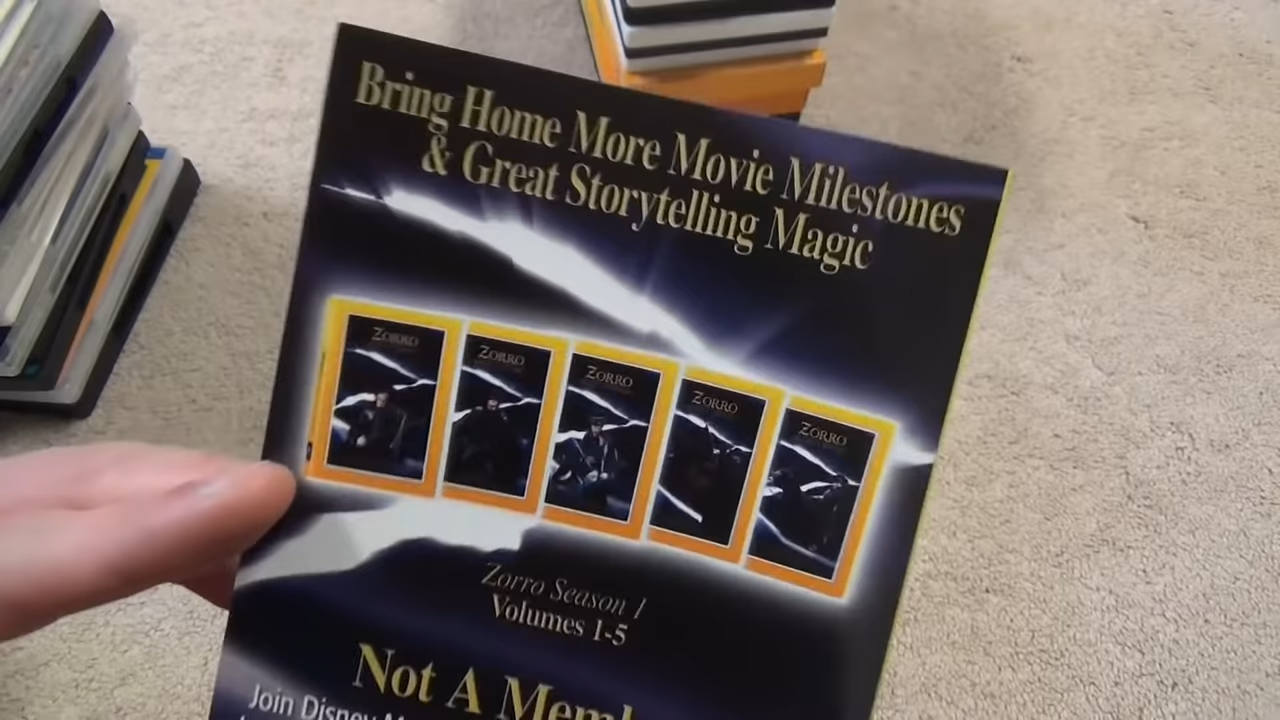 Bring Home More Movie Milestones
& Great Storytelling Magic
ZORRO
ZORRO
ZORRO
ZORRO
ZORRO
Zorro Season 1
Volumes 1-5
Not A
Join Disney